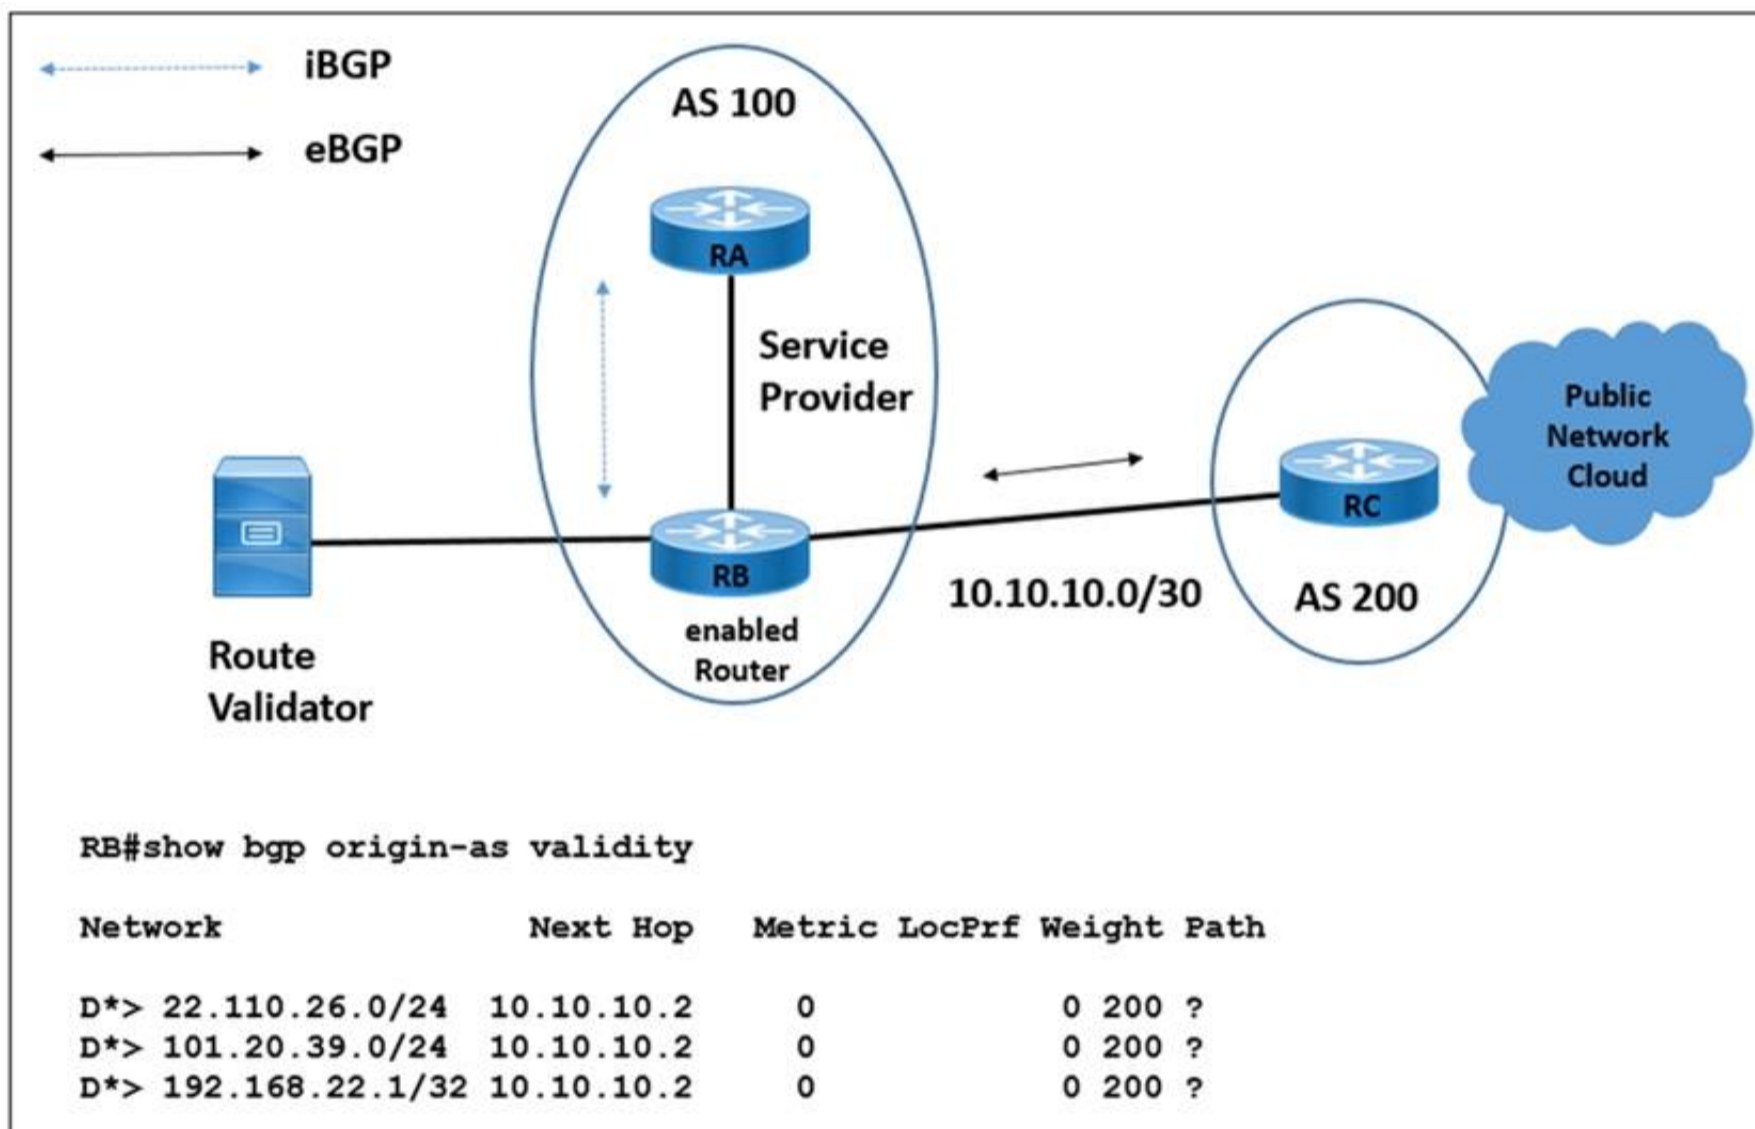 iBGP
eBGP
AS 100
RA
Service
Provider
RB
enabled
Router
Route
Validator
10.10.10.0/30
RC
AS 200
Public
Network
Cloud
RB#show bgp origin-as validity
Network Next Hop Metric LocPrf Weight Path
D*> 22.110.26.0/24 10.10.10.2 0 0 200 ?
D*> 101.20.39.0/24 10.10.10.2 0 0 200 ?
D*> 192.168.22.1/32 10.10.10.2 0 0 200 ?